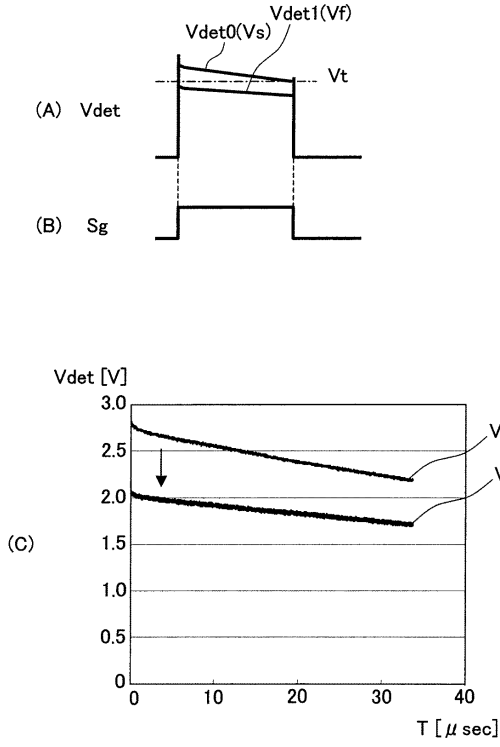 Vdet1(Vf)
Vdet0(Vs)
Vt
(A) Vdet
(B) Sg
Vdet [V]
3.0
2.5
2.0
1.5
1.0
0.5
0
(C)
V
V
0 10 20 30 40
T [μ sec]